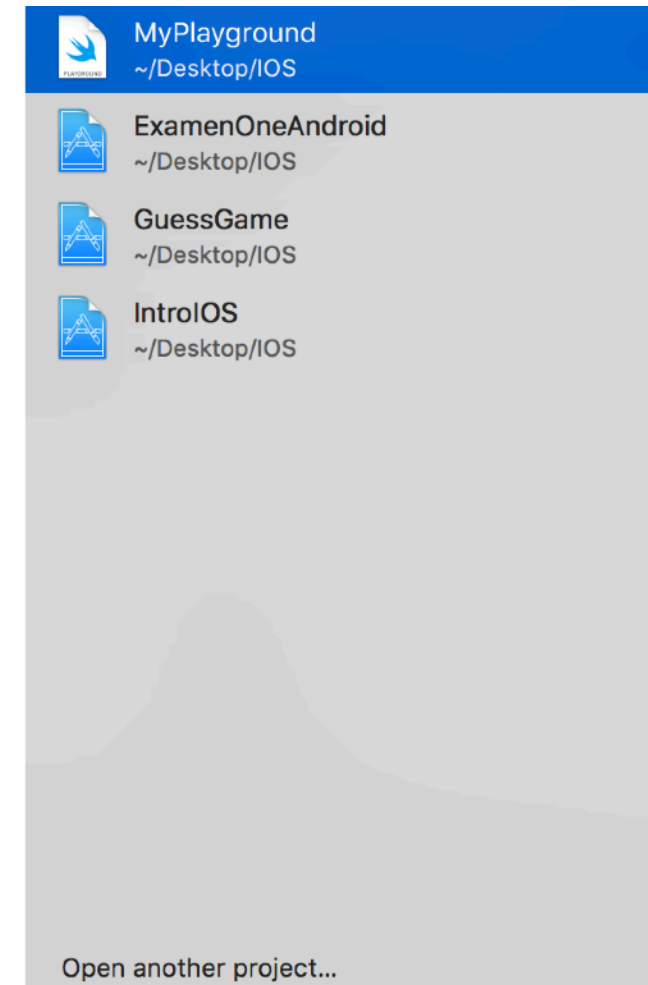 MyPlayground
~/Desktop/IOS
PLAYGROUND
ExamenOneAndroid
~/Desktop/IOS
GuessGame
~/Desktop/IOS
IntroIOS
~/Desktop/IOS
Open another project...